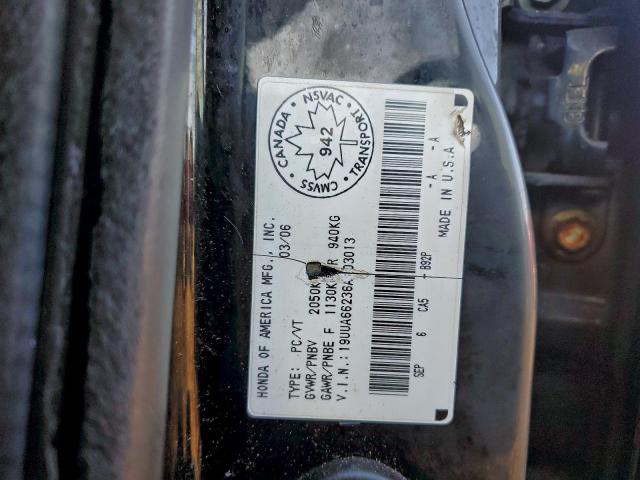 HONDA OF AMERICA MFG., INC.
03/06
TYPE: PC/VT
GVWR/PNBV 2050K
GAWR/PNBE F 1130K R 940KG
V.I.N.: 19UUA66236A 3013
SEP 6 CA5 - B92P - A - A
MADE IN U.S.A
CANADA
NSVAC
TRANSPORT
CMVSS
942